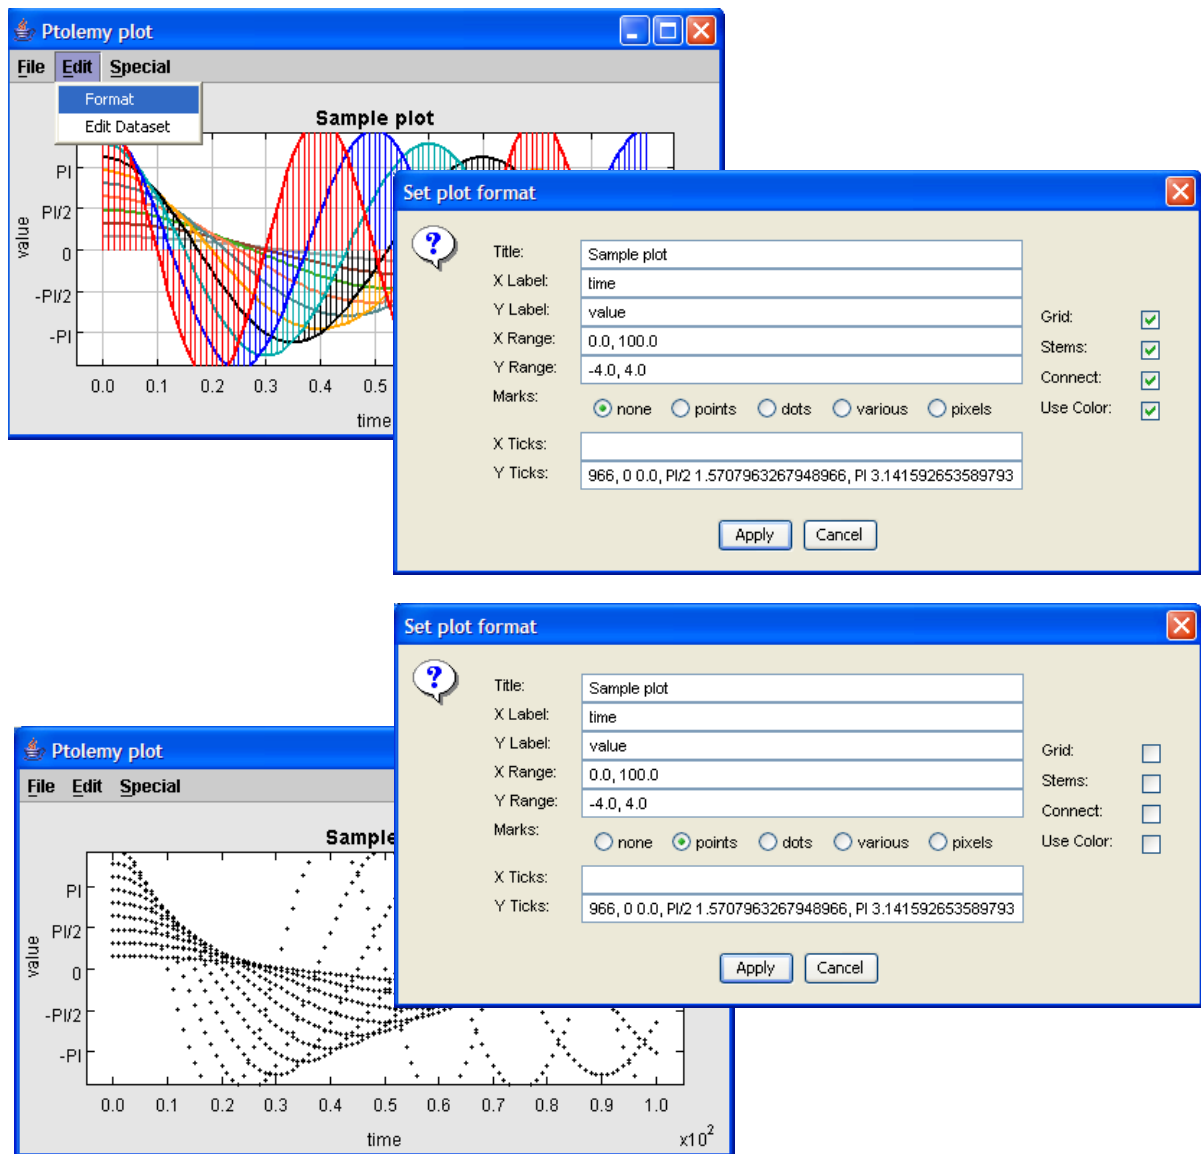 Ptolemy plot
File Edit Special
Format
Edit Dataset
Sample plot
PI
PI/2
0
-PI/2
-PI
value
0.0 0.1 0.2 0.3 0.4 0.5
time
Set plot format
?
Title: Sample plot
X Label: time
Y Label: value
X Range: 0.0, 100.0
Y Range: -4.0, 4.0
Marks: none points dots various pixels
X Ticks:
Y Ticks: 966, 0 0.0, PI/2 1.5707963267948966, PI 3.141592653589793
Grid:
Stems:
Connect:
Use Color:
Apply Cancel
Set plot format
?
Title: Sample plot
X Label: time
Y Label: value
X Range: 0.0, 100.0
Y Range: -4.0, 4.0
Marks: none points dots various pixels
X Ticks:
Y Ticks: 966, 0 0.0, PI/2 1.5707963267948966, PI 3.141592653589793
Grid:
Stems:
Connect:
Use Color:
Apply Cancel
Ptolemy plot
File Edit Special
Sample
PI
PI/2
0
-PI/2
-PI
value
0.0 0.1 0.2 0.3 0.4 0.5 0.6 0.7 0.8 0.9 1.0
time x10²